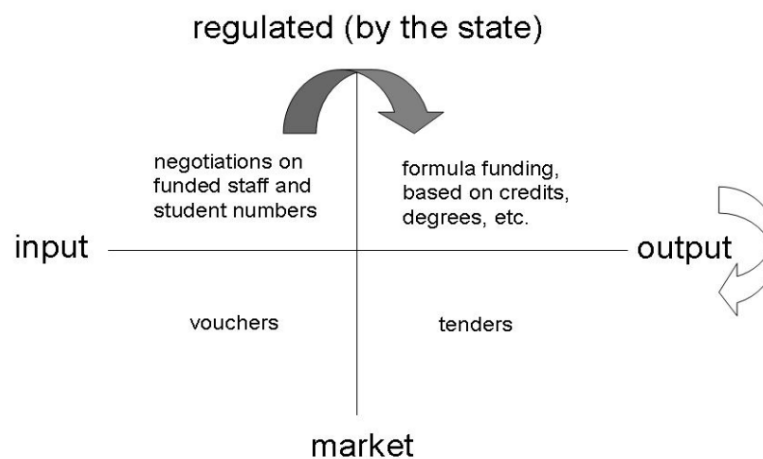 regulated (by the state)
negotiations on
funded staff and
student numbers
formula funding,
based on credits,
degrees, etc.
input
output
vouchers
tenders
market